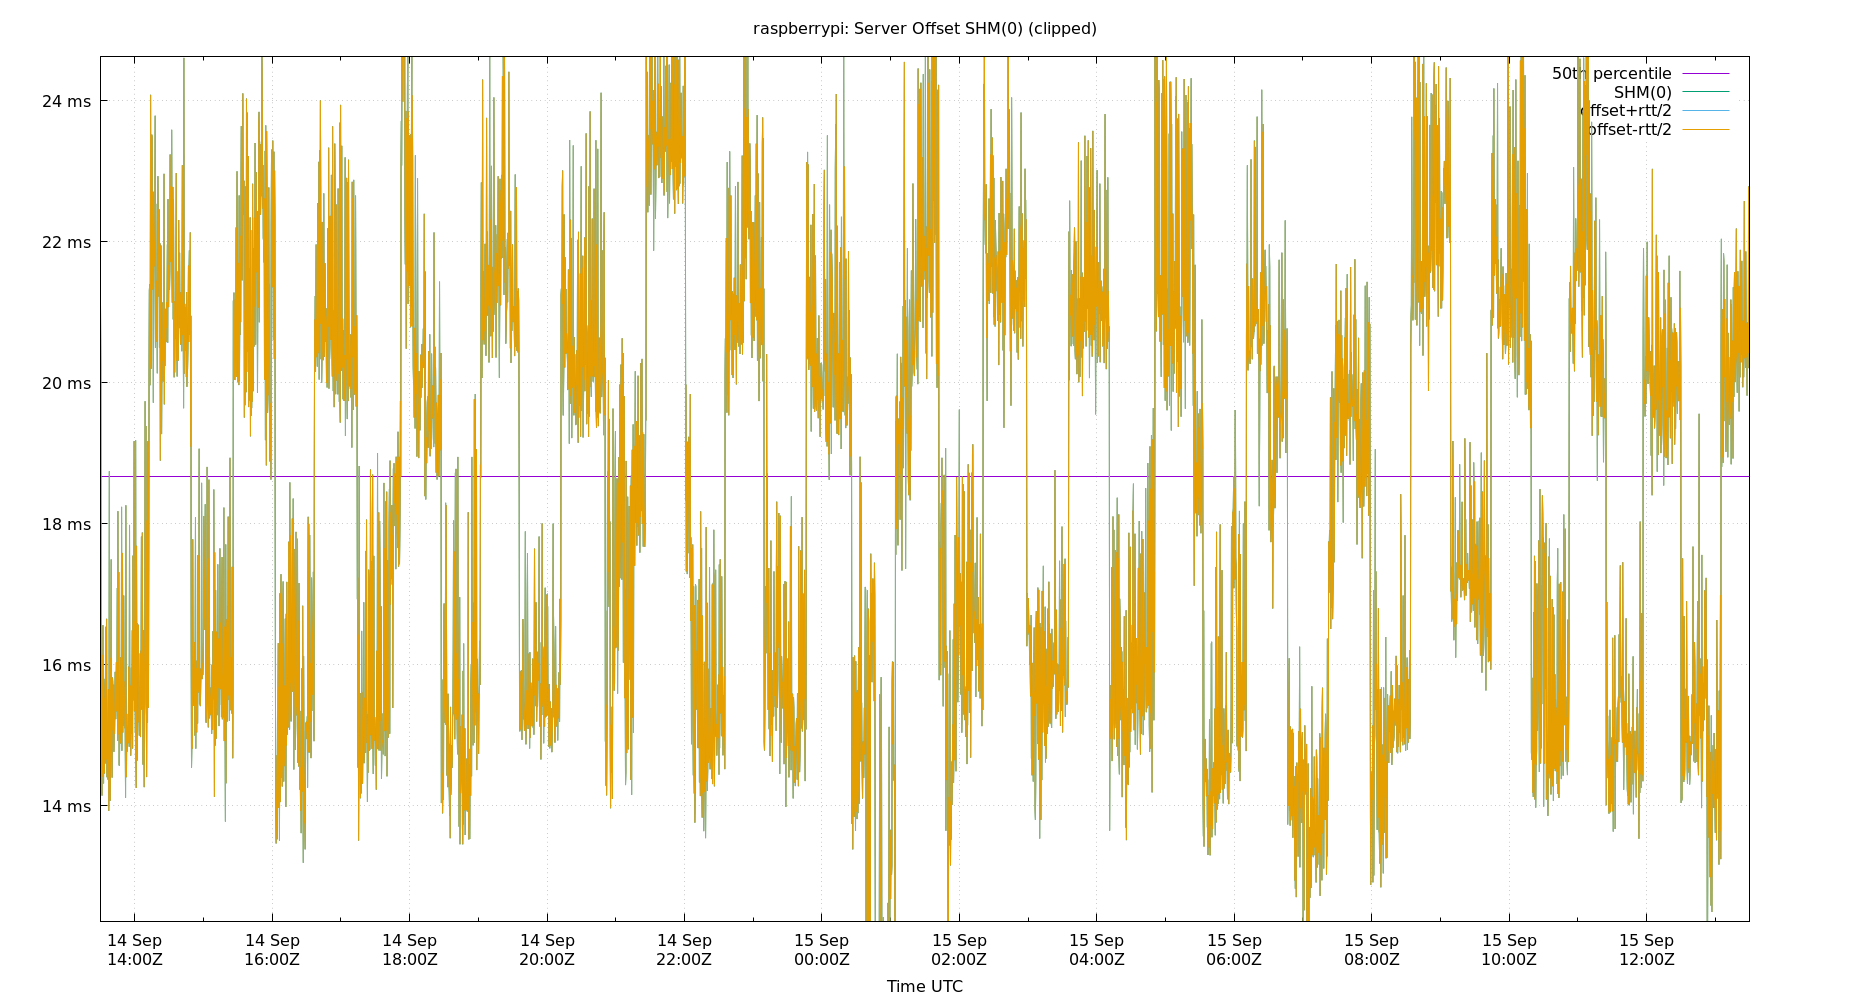 raspberrypi: Server Offset SHM(0) (clipped)
50th percentile
SHM(0)
offset+rtt/2
offset-rtt/2
24 ms
22 ms
20 ms
18 ms
16 ms
14 ms
14 Sep 14 Sep 14 Sep 14 Sep 14 Sep 15 Sep 15 Sep 15 Sep 15 Sep 15 Sep 15 Sep 15 Sep
14:00Z 16:00Z 18:00Z 20:00Z 22:00Z 00:00Z 02:00Z 04:00Z 06:00Z 08:00Z 10:00Z 12:00Z
Time UTC